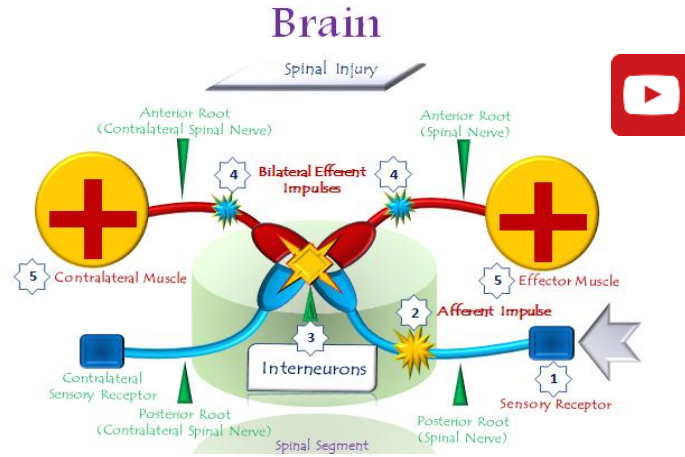 Brain
Spinal Injury
Anterior Root
(Contralateral Spinal Nerve)
Anterior Root
(Spinal Nerve)
4
Bilateral Efferent
Impulses
4
5
Contralateral Muscle
5
Effector Muscle
2
Afferent Impulse
3
Interneurons
1
Sensory Receptor
Contralateral
Sensory Receptor
Posterior Root
(Contralateral Spinal Nerve)
Posterior Root
(Spinal Nerve)
Spinal Segment